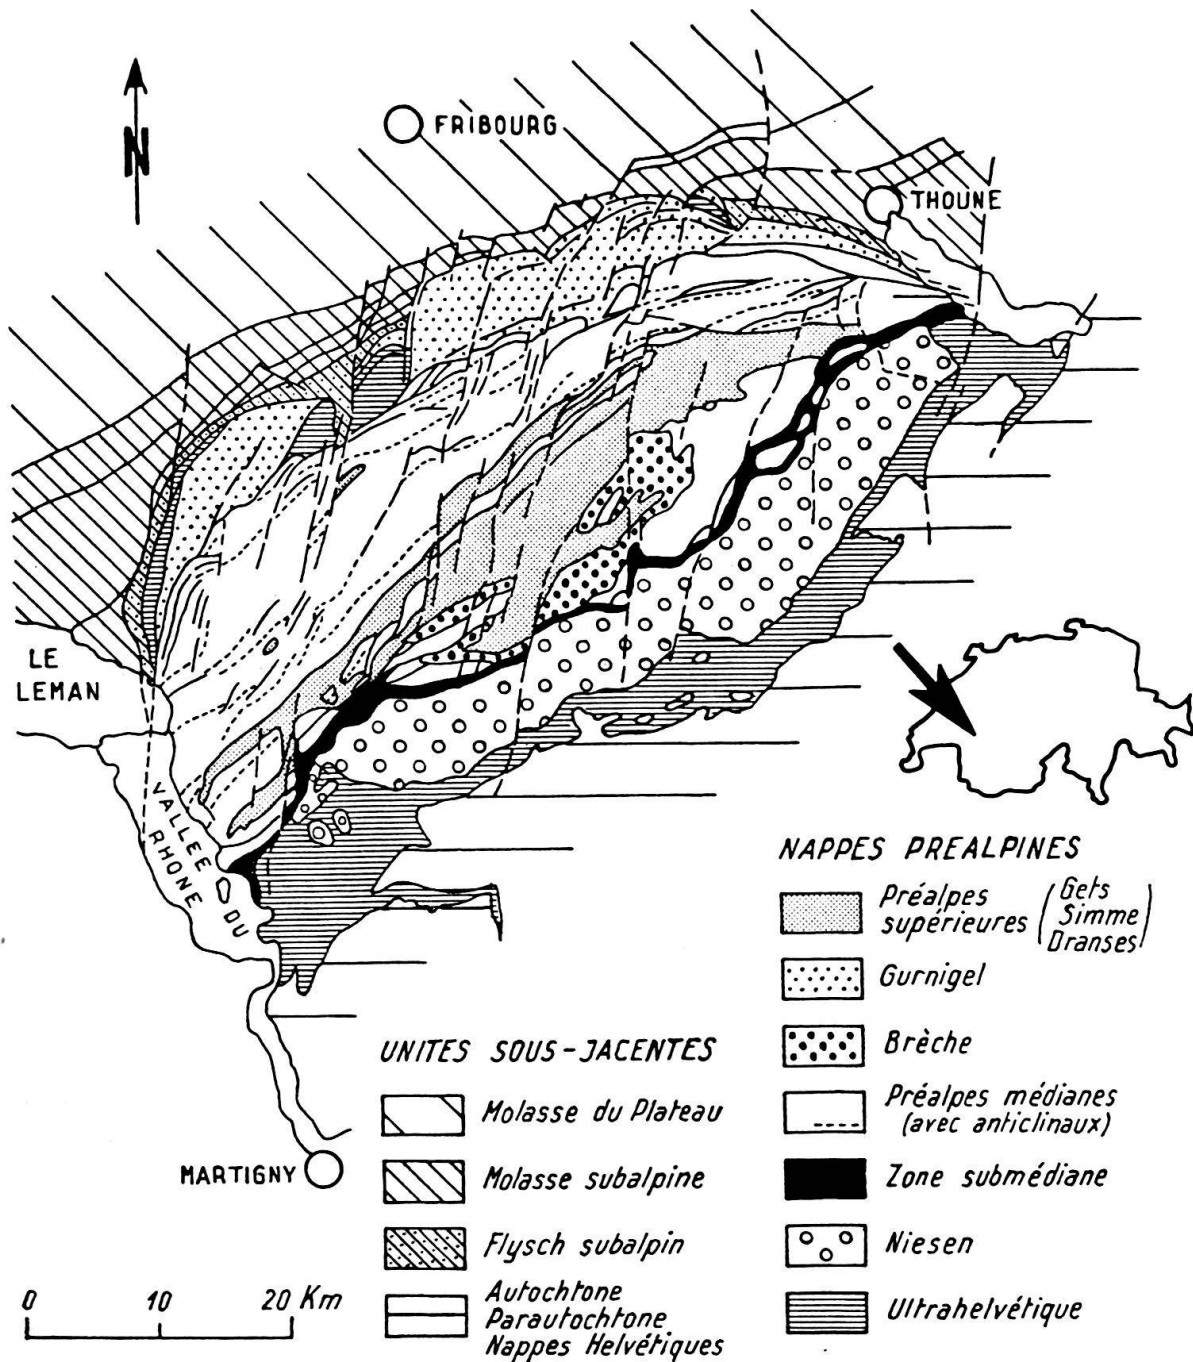 N
FRIBOURG
THOUNE
LE
LEMAN
VALLEE
RHONE DU
NAPPES PREALPINES
Préalpes
supérieures
(Gets
Simme
Dranses)
Gurnigel
Brèche
Préalpes médianes
(avec anticlinaux)
Zone submédiane
Niesen
Ultrahelvétique
UNITES SOUS-JACENTES
Molasse du Plateau
Molasse subalpine
Flysch subalpin
Autochtone
Parautochtone
Nappes Helvétiques
MARTIGNY
0 10 20 Km